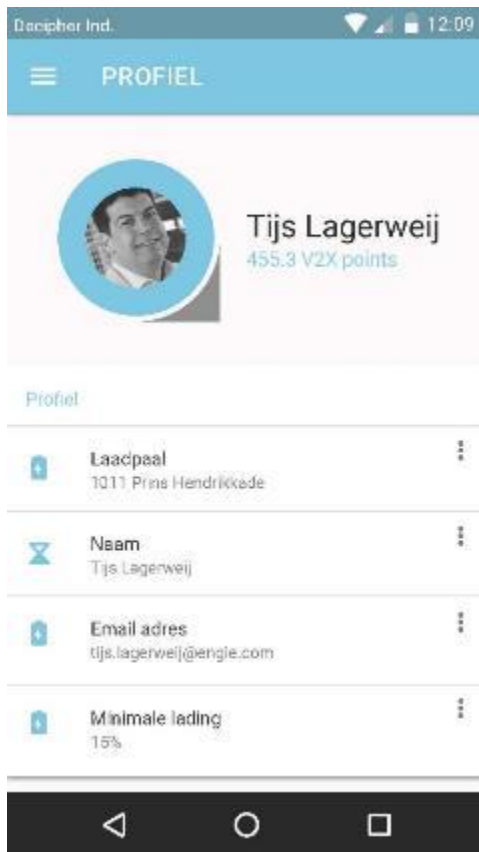 Decipher Ind. 12:09
PROFIEL
Tijs Lagerweij
455.3 V2X points
Profiel
Laadpaal
1011 Prins Hendrikkade
Naam
Tijs Lagerweij
Email adres
tijs.lagerweij@engie.com
Minimale lading
15%